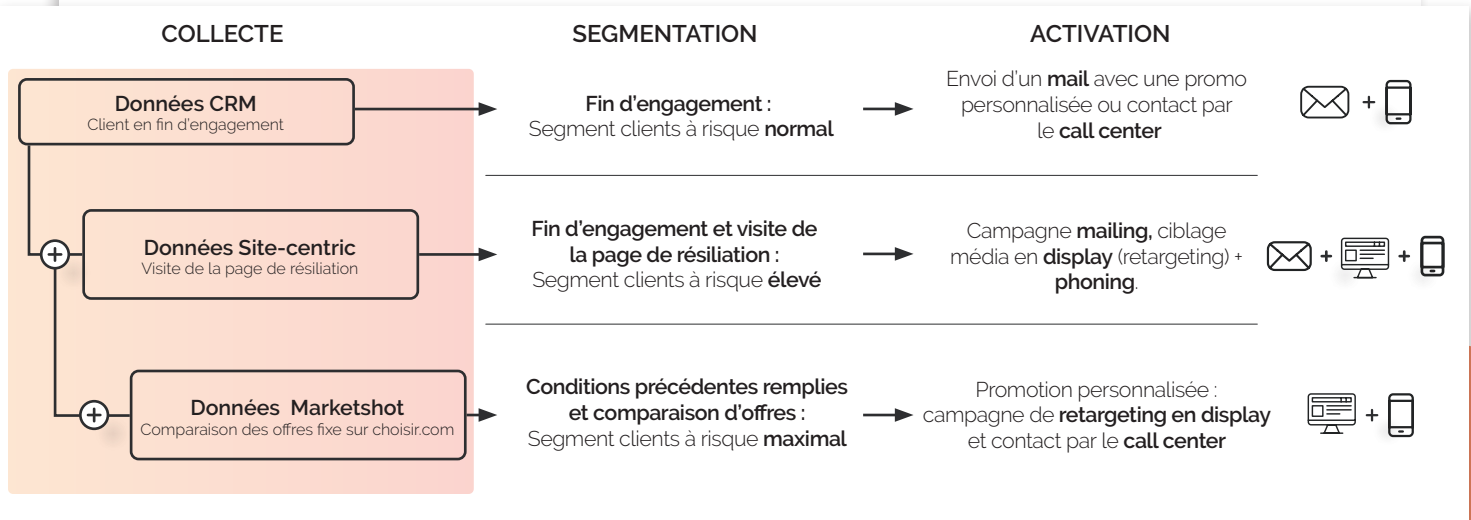 COLLECTE
SEGMENTATION
ACTIVATION
Données CRM
Client en fin d'engagement
Fin d'engagement :
Segment clients à risque normal
Envoi d'un mail avec une promo
personnalisée ou contact par
le call center
+
+
Données Site-centric
Visite de la page de résiliation
Fin d'engagement et visite de
la page de résiliation :
Segment clients à risque élevé
Campagne mailing, ciblage
média en display (retargeting) +
phoning.
+
+
+
Données Marketshot
Comparaison des offres fixe sur choisir.com
Conditions précédentes remplies
et comparaison d'offres :
Segment clients à risque maximal
Promotion personnalisée :
campagne de retargeting en display
et contact par le call center
+